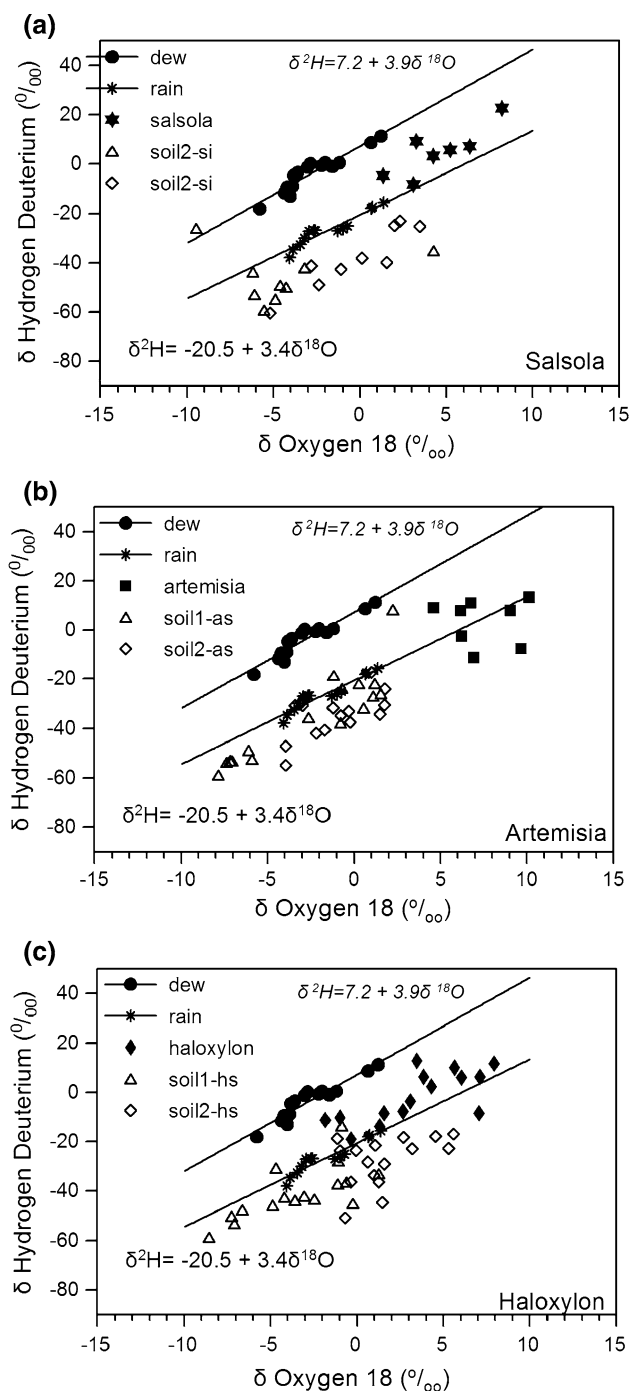 (a)
δ²H=7.2 + 3.9δ ¹⁸O
dew
rain
salsola
soil2-si
soil2-si
δ²H= -20.5 + 3.4δ¹⁸O
Salsola
δ Hydrogen Deuterium (⁰/₀₀)
40
20
0
-20
-40
-60
-80
-15 -10 -5 0 5 10 15
δ Oxygen 18 (⁰/₀₀)
(b)
δ²H=7.2 + 3.9δ ¹⁸O
dew
rain
artemisia
soil1-as
soil2-as
δ²H= -20.5 + 3.4δ¹⁸O
Artemisia
δ Hydrogen Deuterium (⁰/₀₀)
40
20
0
-20
-40
-60
-80
-15 -10 -5 0 5 10 15
δ Oxygen 18 (⁰/₀₀)
(c)
δ²H=7.2 + 3.9δ ¹⁸O
dew
rain
haloxylon
soil1-hs
soil2-hs
δ²H= -20.5 + 3.4δ¹⁸O
Haloxylon
δ Hydrogen Deuterium (⁰/₀₀)
40
20
0
-20
-40
-60
-80
-15 -10 -5 0 5 10 15
δ Oxygen 18 (⁰/₀₀)